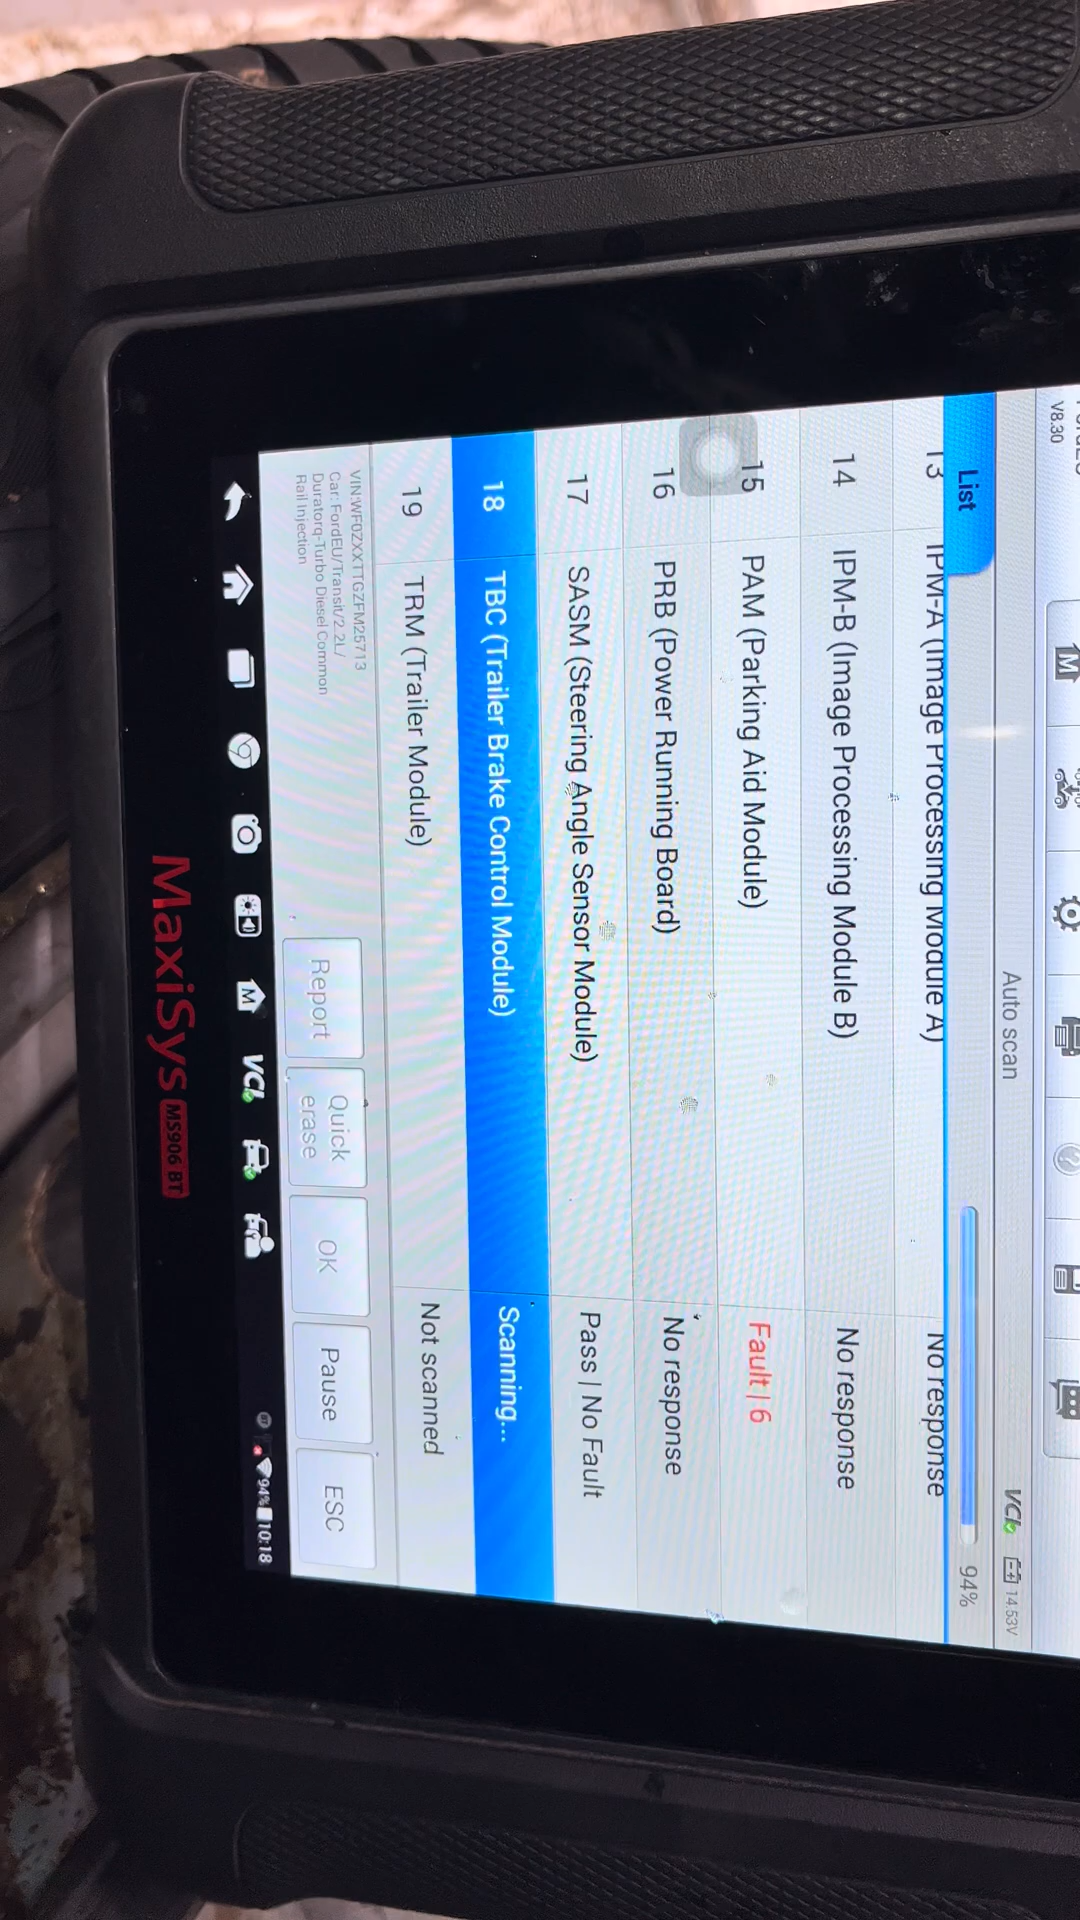 V8.30
Auto scan
VCI
14.53V
List
94%
13 IPM-A (Image Processing Module A) No response
14 IPM-B (Image Processing Module B) No response
15 PAM (Parking Aid Module) Fault | 6
16 PRB (Power Running Board) No response
17 SASM (Steering Angle Sensor Module) Pass | No Fault
18 TBC (Trailer Brake Control Module) Scanning...
19 TRM (Trailer Module) Not scanned
VIN:WF0ZXXTTGZFM25713
Car: FordEU/Transit/2.2L/
Duratorq-Turbo Diesel Common
Rail Injection
Report
Quick
erase
OK
Pause
ESC
M
VCI
94% 10:18
MaxiSys MS906 BT